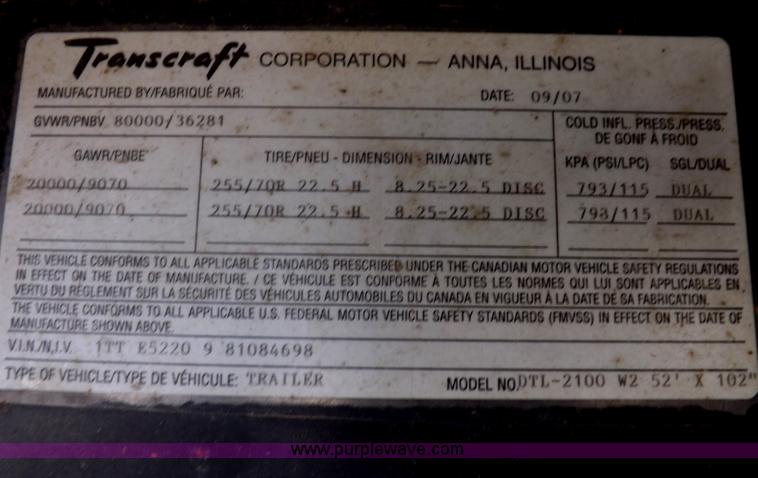 Transcraft CORPORATION — ANNA, ILLINOIS
MANUFACTURED BY/FABRIQUÉ PAR: DATE: 09/07
GVWR/PNBV 80000/36281 COLD INFL. PRESS./PRESS. DE GONF À FROID
GAWR/PNBE TIRE/PNEU - DIMENSION - RIM/JANTE KPA (PSI/LPC) SGL/DUAL
20000/9070 255/70R 22.5 H 8.25-22.5 DISC 793/115 DUAL
20000/9070 255/70R 22.5 H 8.25-22.5 DISC 793/115 DUAL
THIS VEHICLE CONFORMS TO ALL APPLICABLE STANDARDS PRESCRIBED UNDER THE CANADIAN MOTOR VEHICLE SAFETY REGULATIONS
IN EFFECT ON THE DATE OF MANUFACTURE. / CE VÉHICULE EST CONFORME À TOUTES LES NORMES QUI LUI SONT APPLICABLES EN
VERTU DU RÈGLEMENT SUR LA SÉCURITÉ DES VÉHICULES AUTOMOBILES DU CANADA EN VIGUEUR À LA DATE DE SA FABRICATION.
THE VEHICLE CONFORMS TO ALL APPLICABLE U.S. FEDERAL MOTOR VEHICLE SAFETY STANDARDS (FMVSS) IN EFFECT ON THE DATE OF
MANUFACTURE SHOWN ABOVE.
V.I.N./N.I.V. 1TT E5220 9 81084698
TYPE OF VEHICLE/TYPE DE VÉHICULE: TRAILER MODEL NO. DTL-2100 W2 52' X 102"
www.purplewave.com